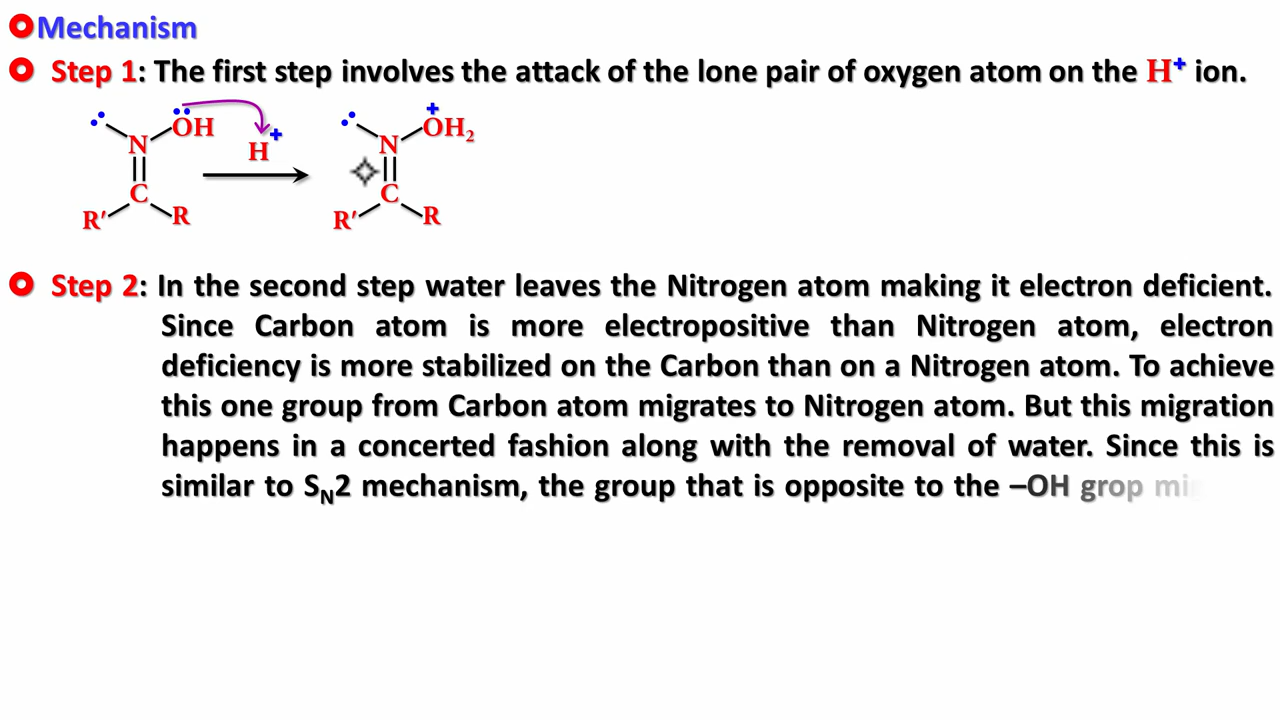 Mechanism
Step 1: The first step involves the attack of the lone pair of oxygen atom on the H⁺ ion.
N OH H⁺ N OH₂⁺
C C
R′ R R′ R
Step 2: In the second step water leaves the Nitrogen atom making it electron deficient.
Since Carbon atom is more electropositive than Nitrogen atom, electron
deficiency is more stabilized on the Carbon than on a Nitrogen atom. To achieve
this one group from Carbon atom migrates to Nitrogen atom. But this migration
happens in a concerted fashion along with the removal of water. Since this is
similar to Sₙ2 mechanism, the group that is opposite to the –OH grop